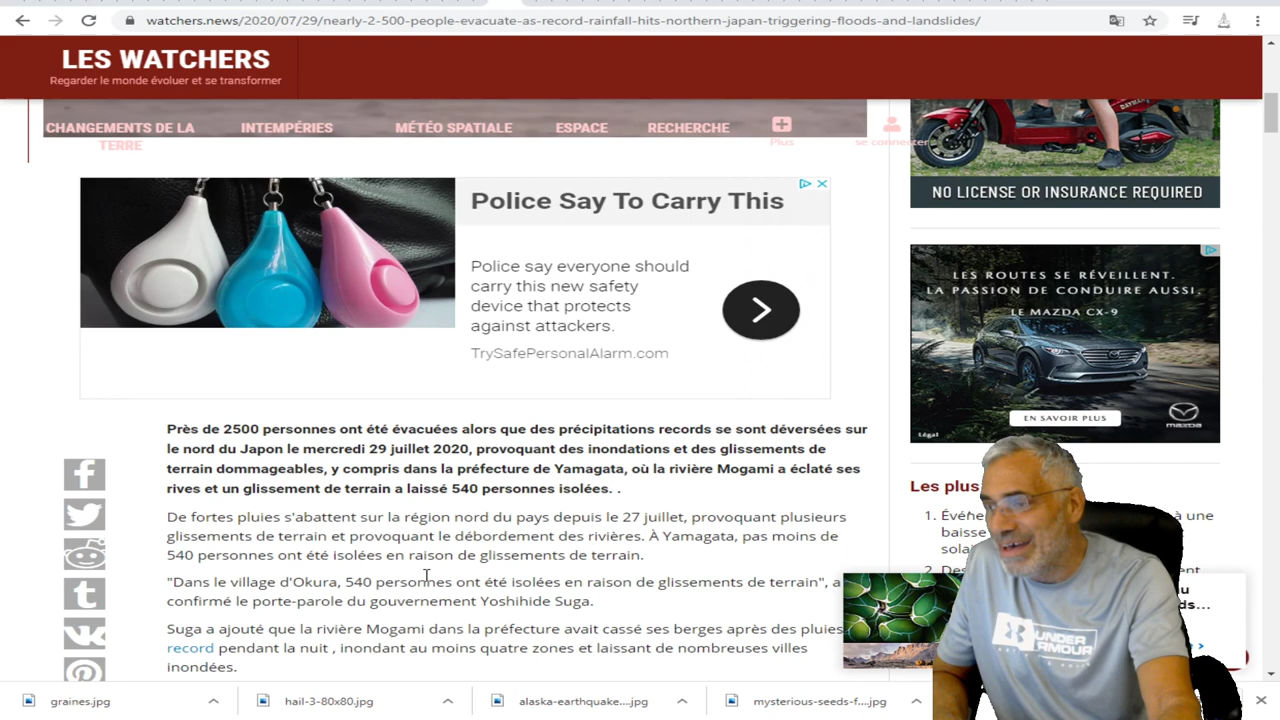 watchers.news/2020/07/29/nearly-2-500-people-evacuate-as-record-rainfall-hits-northern-japan-triggering-floods-and-landslides/
LES WATCHERS
Regarder le monde évoluer et se transformer
CHANGEMENTS DE LA
TERRE
INTEMPÉRIES
MÉTÉO SPATIALE
ESPACE
RECHERCHE
Plus
se connecter
Police Say To Carry This
Police say everyone should
carry this new safety
device that protects
against attackers.
TrySafePersonalAlarm.com
NO LICENSE OR INSURANCE REQUIRED
LES ROUTES SE RÉVEILLENT.
LA PASSION DE CONDUIRE AUSSI.
LE MAZDA CX-9
EN SAVOIR PLUS
mazda
Légal
Près de 2500 personnes ont été évacuées alors que des précipitations records se sont déversées sur
le nord du Japon le mercredi 29 juillet 2020, provoquant des inondations et des glissements de
terrain dommageables, y compris dans la préfecture de Yamagata, où la rivière Mogami a éclaté ses
rives et un glissement de terrain a laissé 540 personnes isolées. .
De fortes pluies s'abattent sur la région nord du pays depuis le 27 juillet, provoquant plusieurs
glissements de terrain et provoquant le débordement des rivières. À Yamagata, pas moins de
540 personnes ont été isolées en raison de glissements de terrain.
"Dans le village d'Okura, 540 personnes ont été isolées en raison de glissements de terrain", a
confirmé le porte-parole du gouvernement Yoshihide Suga.
Suga a ajouté que la rivière Mogami dans la préfecture avait cassé ses berges après des pluies
record pendant la nuit , inondant au moins quatre zones et laissant de nombreuses villes
inondées.
Les plus
1.
à une
baisse
2. Des
UNDER
ARMOUR
graines.jpg
hail-3-80x80.jpg
alaska-earthquake....jpg
mysterious-seeds-f...jpg